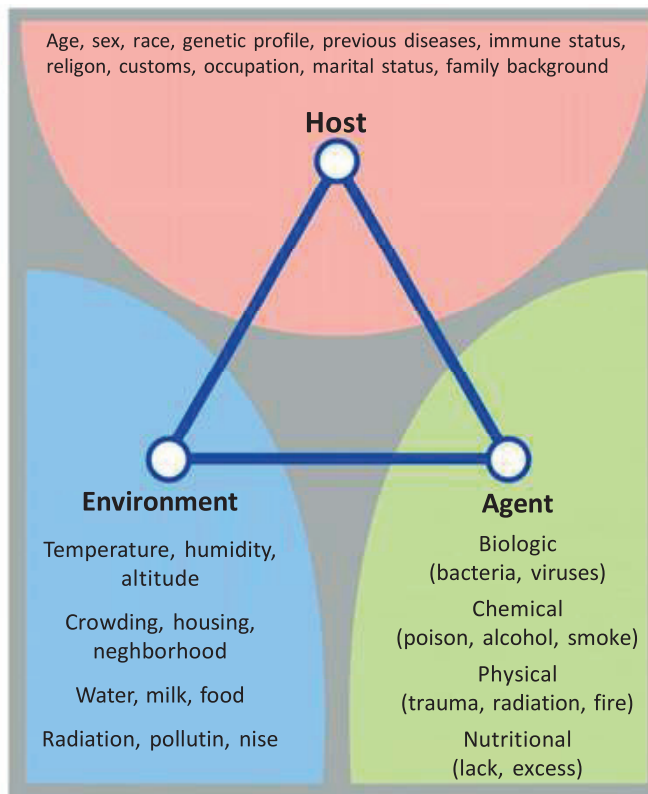 Age, sex, race, genetic profile, previous diseases, immune status,
religon, customs, occupation, marital status, family background
Host
Environment
Temperature, humidity,
altitude
Crowding, housing,
neghborhood
Water, milk, food
Radiation, pollutin, nise
Agent
Biologic
(bacteria, viruses)
Chemical
(poison, alcohol, smoke)
Physical
(trauma, radiation, fire)
Nutritional
(lack, excess)